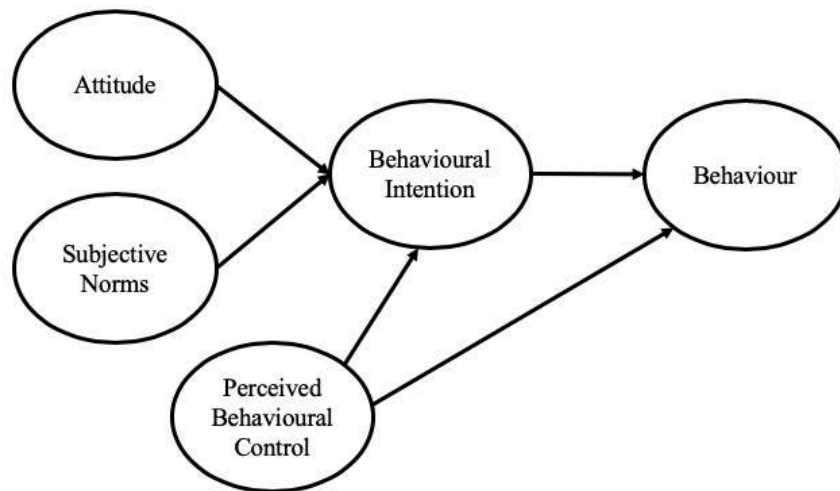 Attitude
Subjective
Norms
Behavioural
Intention
Behaviour
Perceived
Behavioural
Control